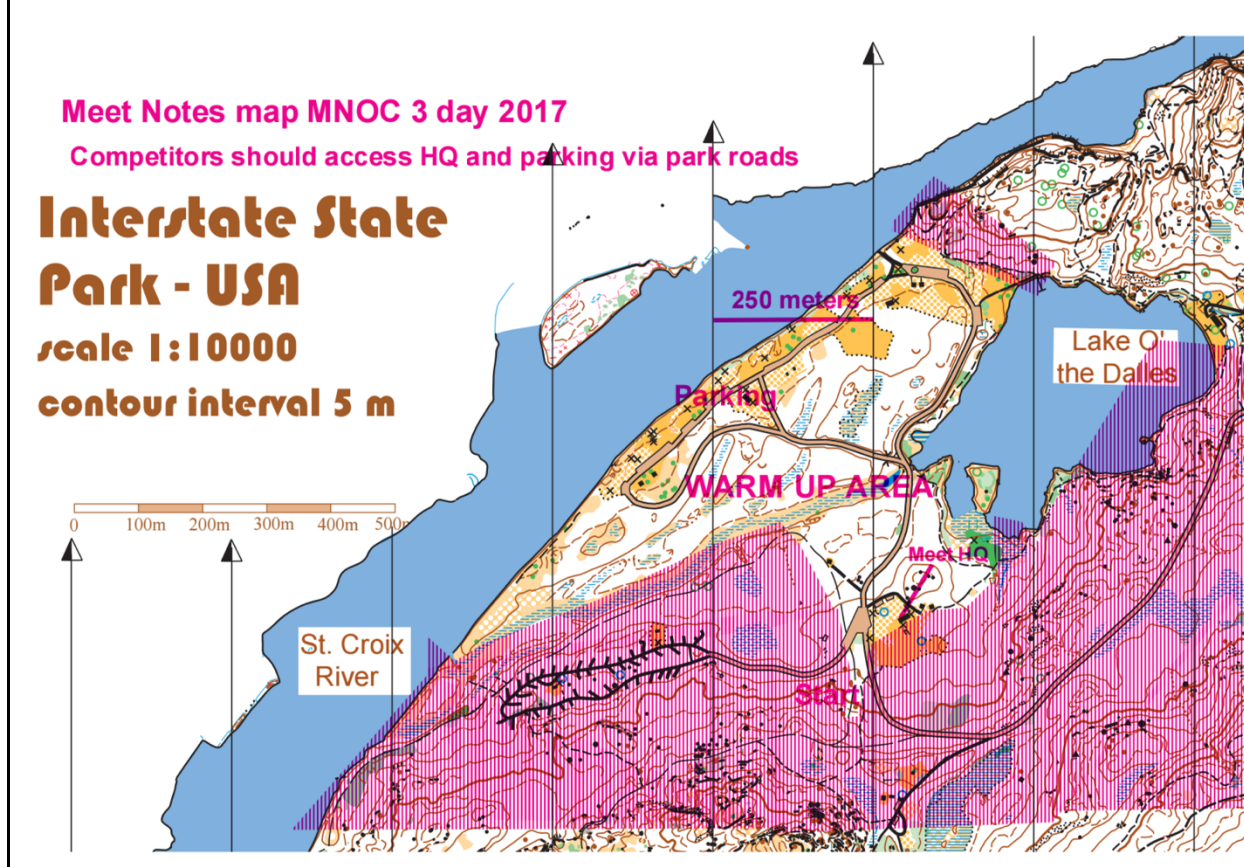 Meet Notes map MNOC 3 day 2017
Competitors should access HQ and parking via park roads
Interstate State
Park - USA
scale 1:10000
contour interval 5 m
250 meters
Lake O'
the Dalles
Parking
WARM UP AREA
0 100m 200m 300m 400m 500m
Meet HQ
St. Croix
River
Start